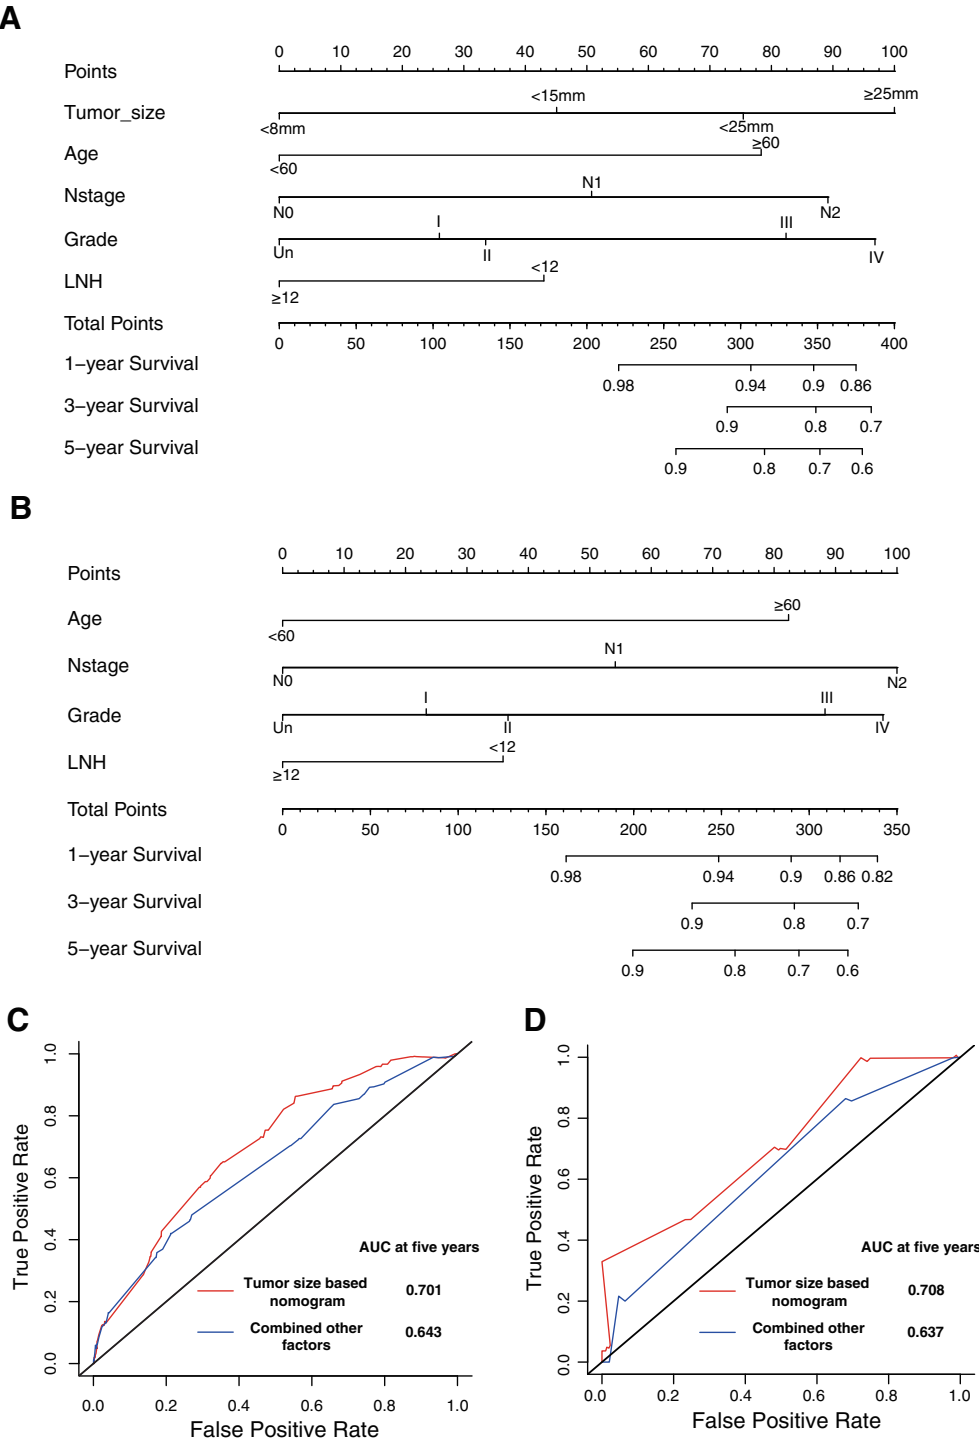 A
0 10 20 30 40 50 60 70 80 90 100
Points
<15mm ≥25mm
Tumor_size
<8mm <25mm
≥60
Age
<60
N1
Nstage
N0 N2
I III
Grade
Un II IV
<12
LNH
≥12
Total Points
0 50 100 150 200 250 300 350 400
1−year Survival
0.98 0.94 0.9 0.86
3−year Survival
0.9 0.8 0.7
5−year Survival
0.9 0.8 0.7 0.6
B
0 10 20 30 40 50 60 70 80 90 100
Points
≥60
Age
<60
N1
Nstage
N0 N2
I III
Grade
Un II IV
<12
LNH
≥12
Total Points
0 50 100 150 200 250 300 350
1−year Survival
0.98 0.94 0.9 0.86 0.82
3−year Survival
0.9 0.8 0.7
5−year Survival
0.9 0.8 0.7 0.6
C
True Positive Rate
1.0
0.8
0.6
0.4
0.2
0.0
AUC at five years
Tumor size based
nomogram
0.701
Combined other
factors
0.643
0.0 0.2 0.4 0.6 0.8 1.0
False Positive Rate
D
True Positive Rate
1.0
0.8
0.6
0.4
0.2
0.0
AUC at five years
Tumor size based
nomogram
0.708
Combined other
factors
0.637
0.0 0.2 0.4 0.6 0.8 1.0
False Positive Rate